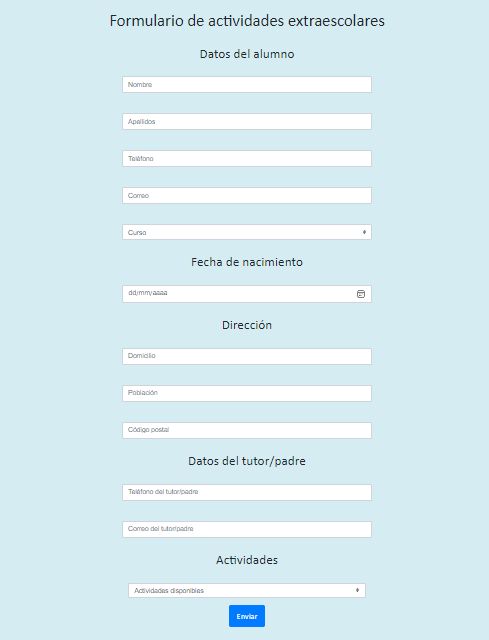 Formulario de actividades extraescolares
Datos del alumno
Nombre
Apellidos
Teléfono
Correo
Curso
Fecha de nacimiento
dd/mm/aaaa
Dirección
Domicilio
Población
Código postal
Datos del tutor/padre
Teléfono del tutor/padre
Correo del tutor/padre
Actividades
Actividades disponibles
Enviar